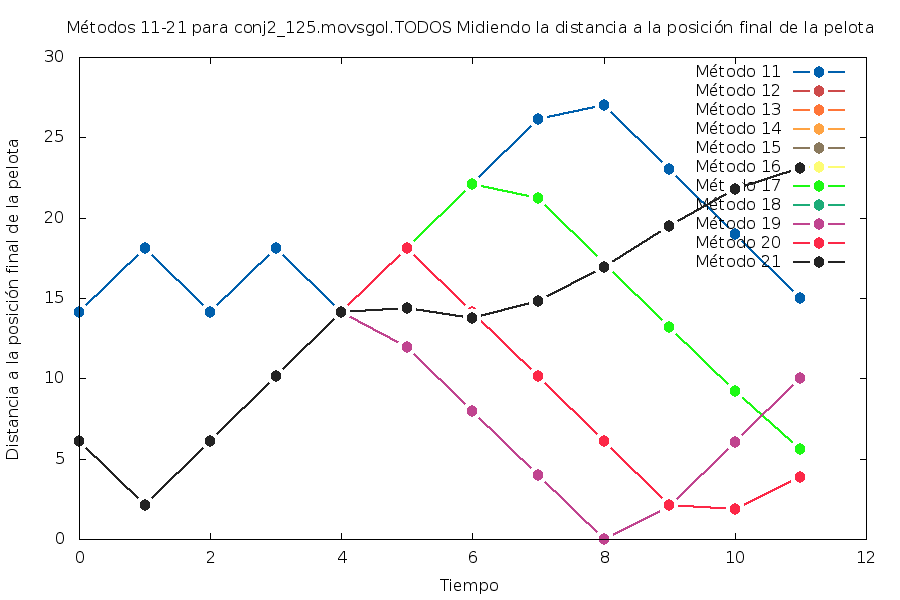 Métodos 11-21 para conj2_125.movsgol.TODOS Midiendo la distancia a la posición final de la pelota
Distancia a la posición final de la pelota
30
25
20
15
10
5
0
Método 11
Método 12
Método 13
Método 14
Método 15
Método 16
Método 17
Método 18
Método 19
Método 20
Método 21
0 2 4 6 8 10 12
Tiempo